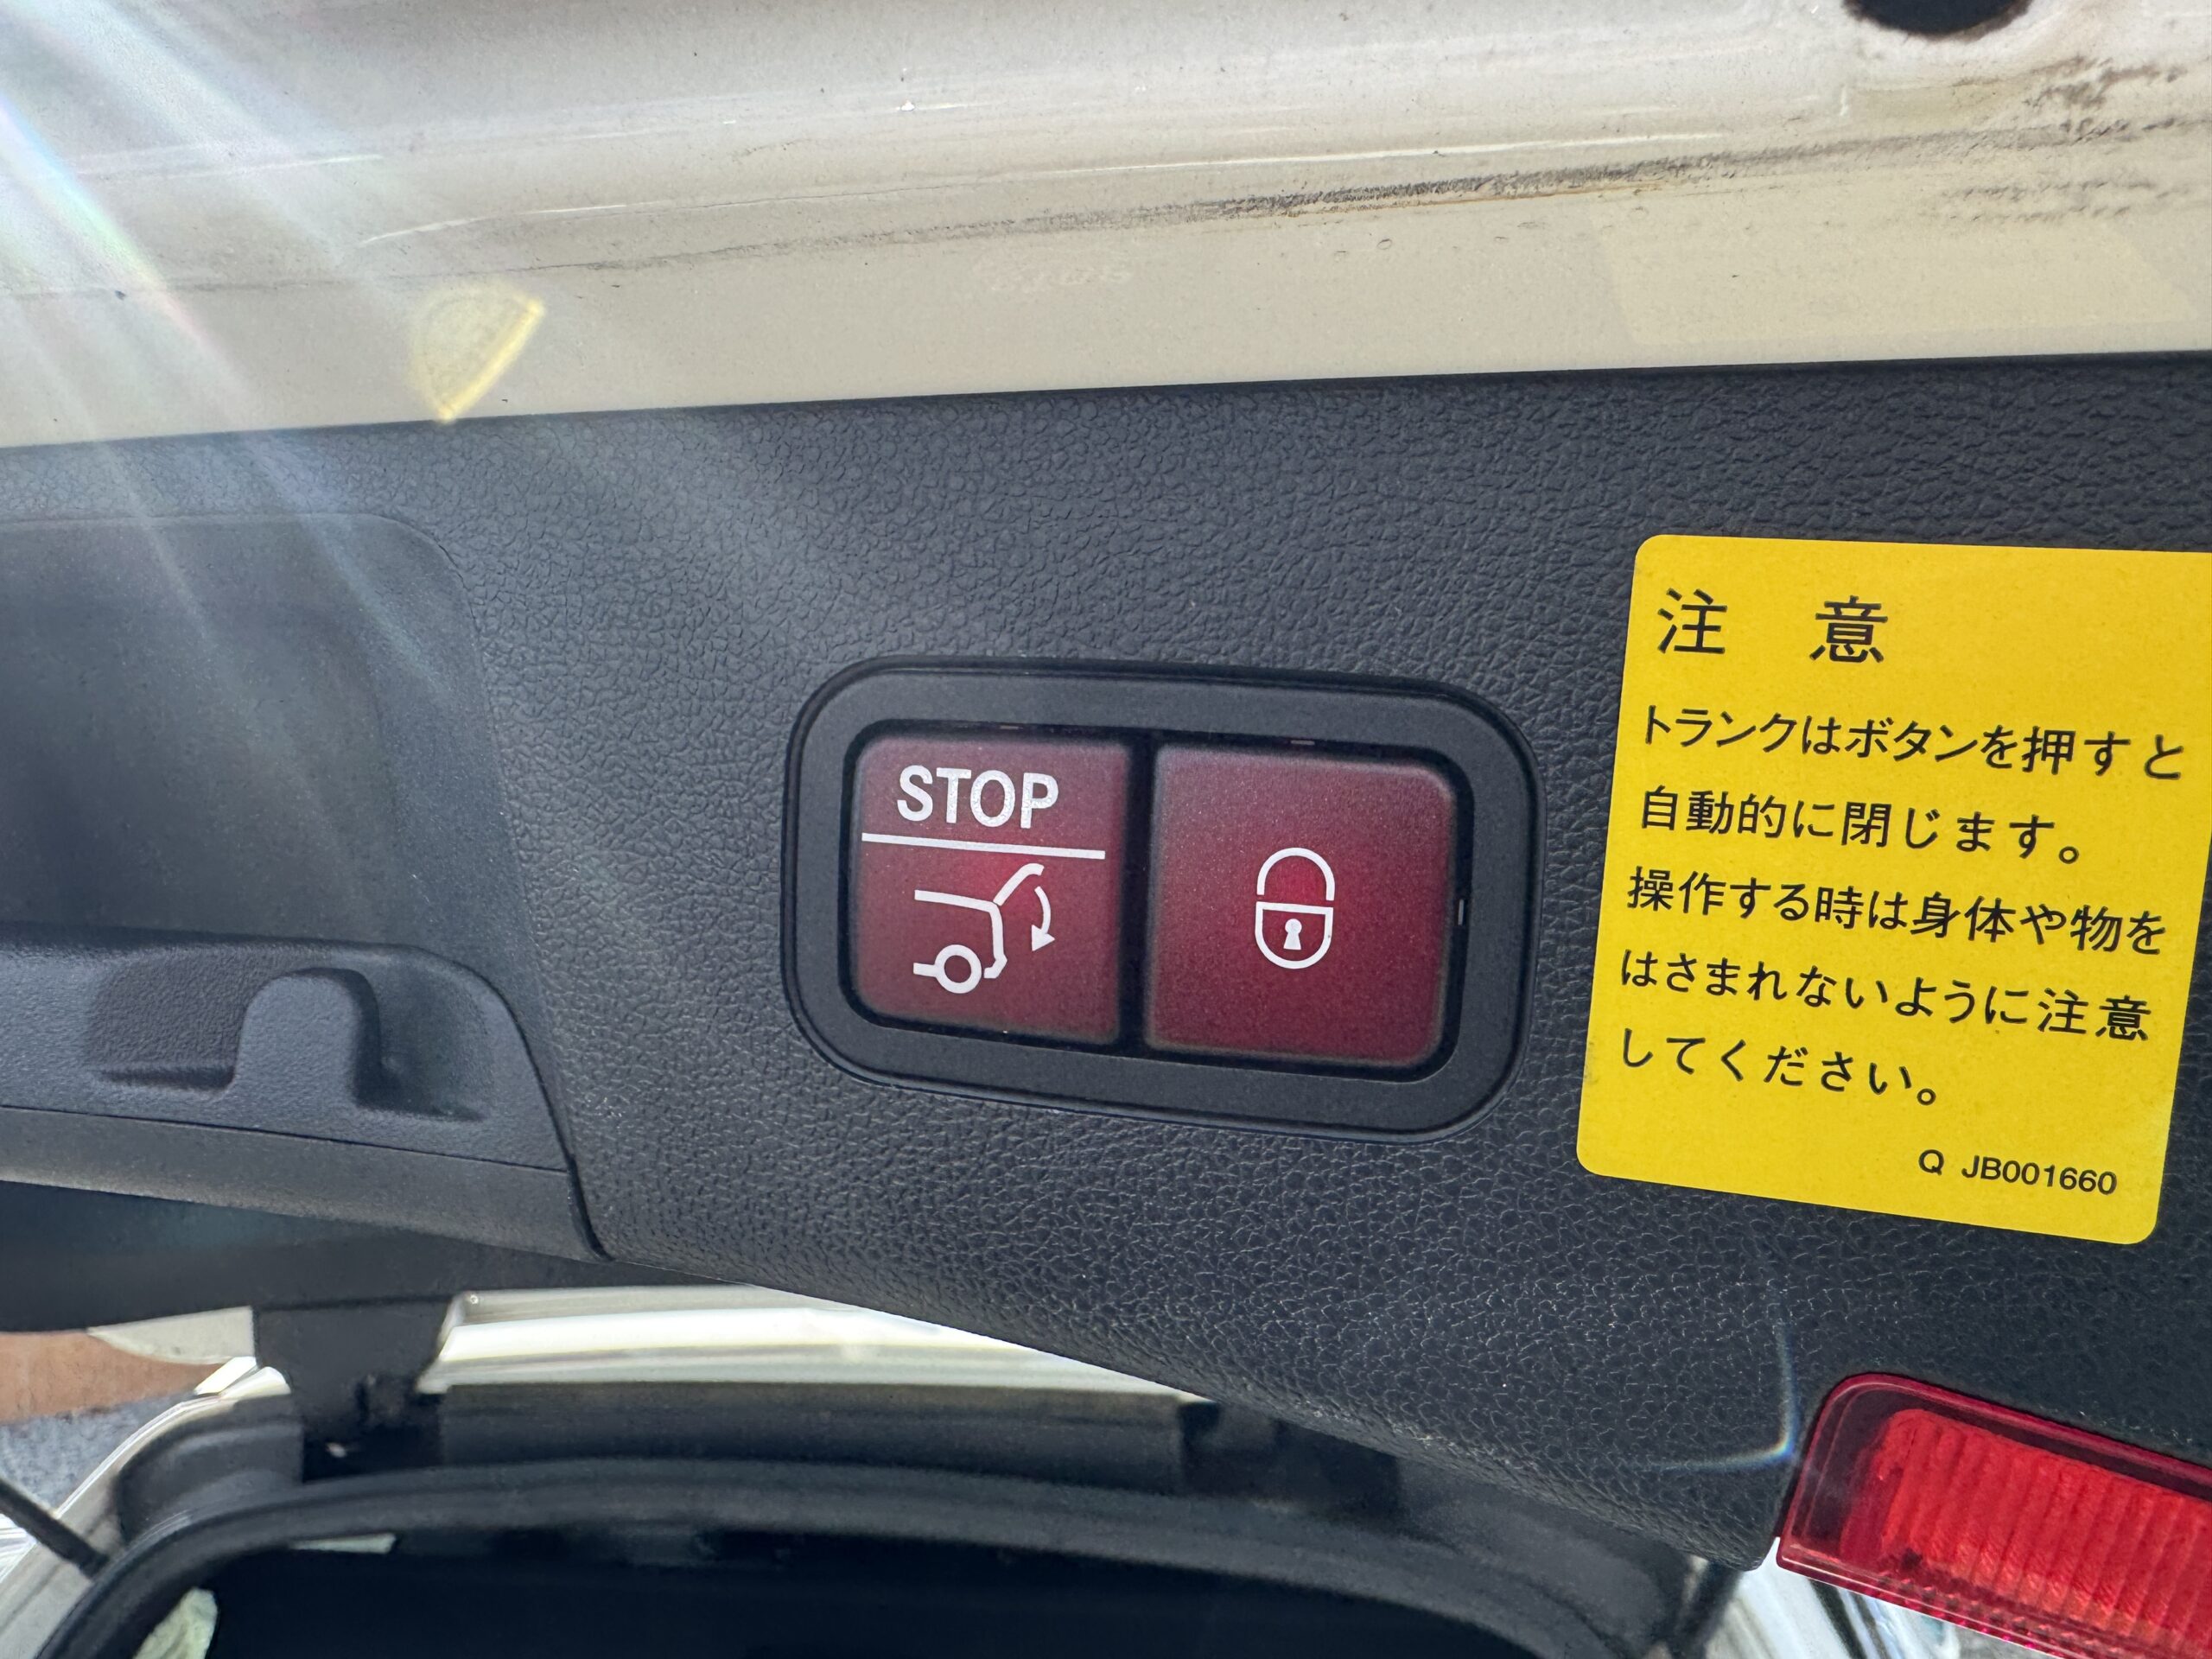 STOP
注 意
トランクはボタンを押すと
自動的に閉じます。
操作する時は身体や物を
はさまれないように注意
してください。
Q JB001660